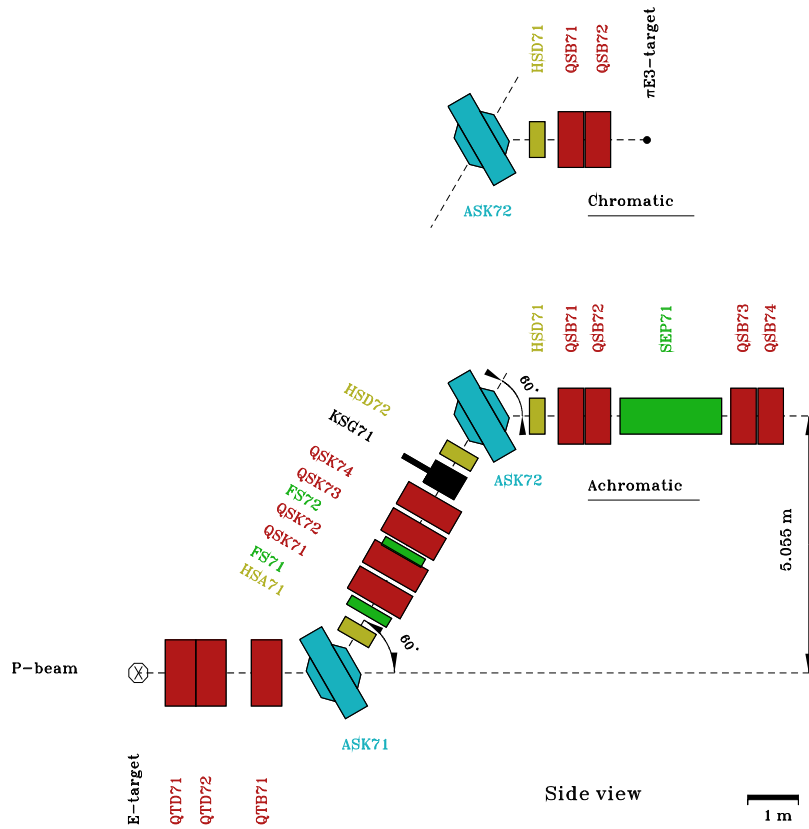 HSD71
QSB71
QSB72
πE3-target
ASK72
Chromatic
HSD71
QSB71
QSB72
SEP71
QSB73
QSB74
60°
HSD72
KSG71
QSK74
QSK73
FS72
QSK72
QSK71
FS71
HSA71
ASK72
Achromatic
5.055 m
60°
P-beam
ASK71
E-target
QTD71
QTD72
QTB71
Side view
1 m